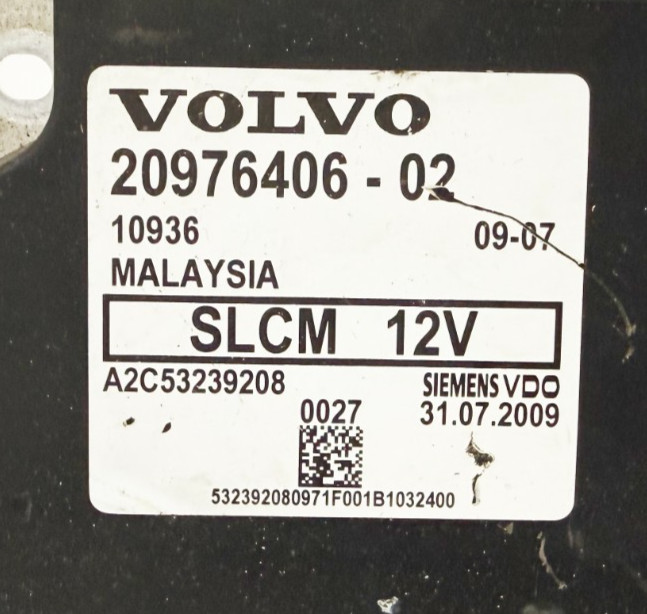 VOLVO
20976406 - 02
10936 09-07
MALAYSIA
SLCM 12V
A2C53239208 SIEMENS VDO
0027 31.07.2009
532392080971F001B1032400